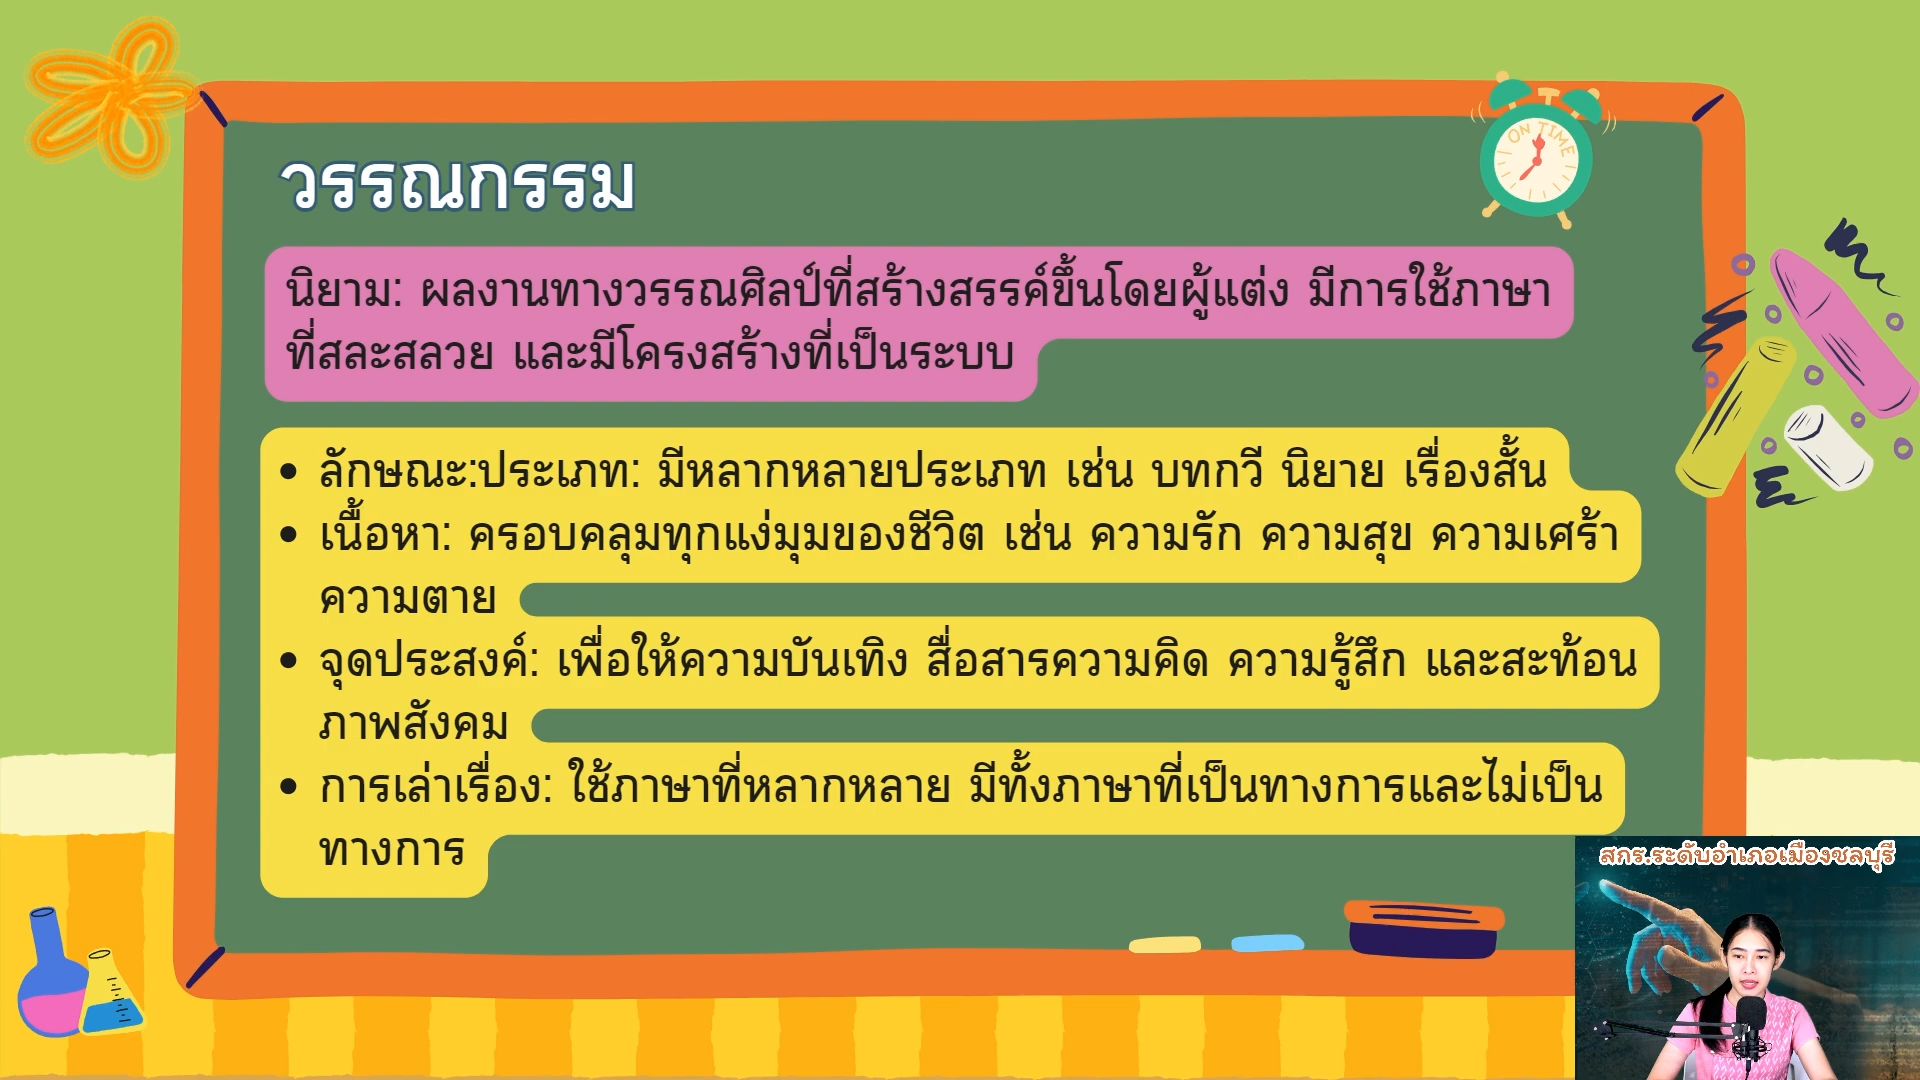 ON TIME
วรรณกรรม
นิยาม: ผลงานทางวรรณศิลป์ที่สร้างสรรค์ขึ้นโดยผู้แต่ง มีการใช้ภาษา
ที่สละสลวย และมีโครงสร้างที่เป็นระบบ
• ลักษณะ:ประเภท: มีหลากหลายประเภท เช่น บทกวี นิยาย เรื่องสั้น
• เนื้อหา: ครอบคลุมทุกแง่มุมของชีวิต เช่น ความรัก ความสุข ความเศร้า
ความตาย
• จุดประสงค์: เพื่อให้ความบันเทิง สื่อสารความคิด ความรู้สึก และสะท้อน
ภาพสังคม
• การเล่าเรื่อง: ใช้ภาษาที่หลากหลาย มีทั้งภาษาที่เป็นทางการและไม่เป็น
ทางการ
สกร.ระดับอำเภอเมืองชลบุรี